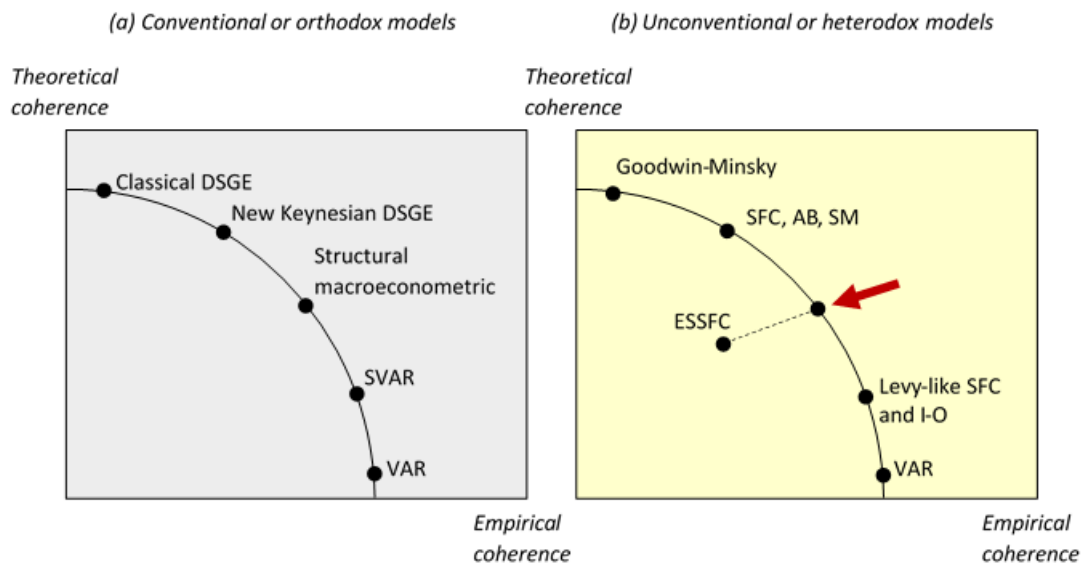 (a) Conventional or orthodox models
Theoretical
coherence
Classical DSGE
New Keynesian DSGE
Structural
macroeconometric
SVAR
VAR
Empirical
coherence
(b) Unconventional or heterodox models
Theoretical
coherence
Goodwin-Minsky
SFC, AB, SM
ESSFC
Levy-like SFC
and I-O
VAR
Empirical
coherence